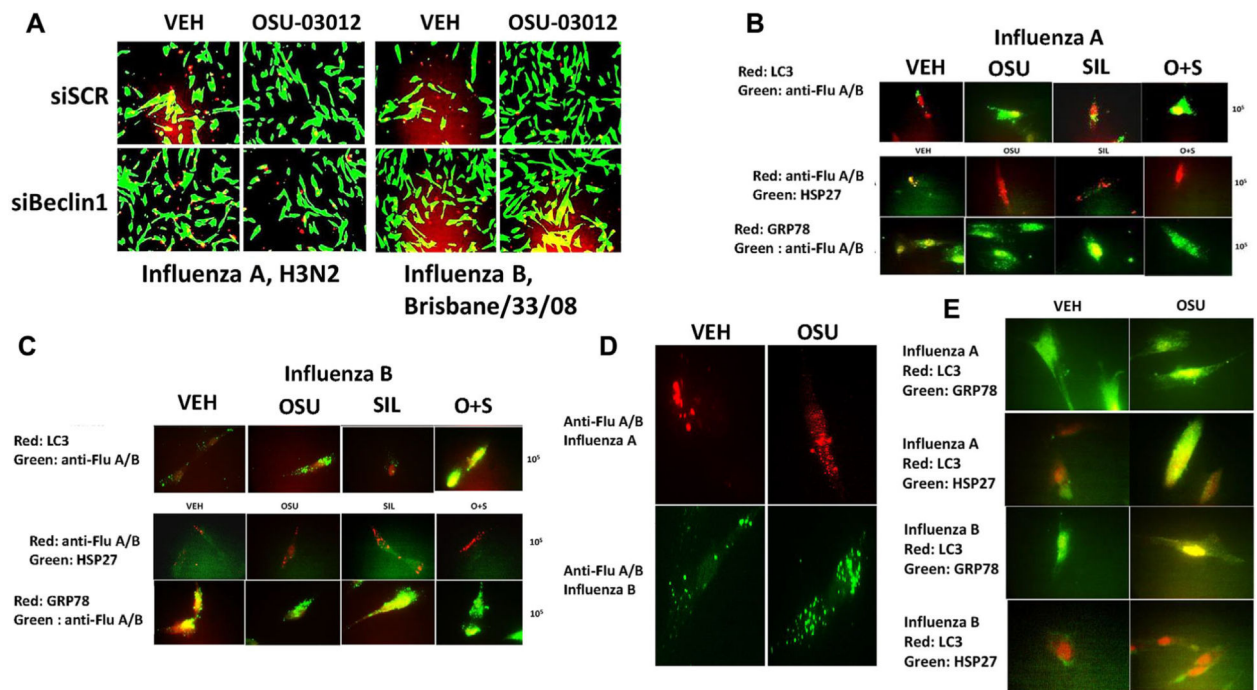 A
VEH OSU-03012 VEH OSU-03012
siSCR
siBeclin1
Influenza A, H3N2
Influenza B,
Brisbane/33/08
B
Influenza A
Red: LC3
Green: anti-Flu A/B
VEH OSU SIL O+S
10⁵
VEH OSU SIL O+S
Red: anti-Flu A/B
Green: HSP27
10⁵
Red: GRP78
Green : anti-Flu A/B
10⁵
C
Influenza B
VEH OSU SIL O+S
Red: LC3
Green: anti-Flu A/B
10⁵
VEH OSU SIL O+S
Red: anti-Flu A/B
Green: HSP27
10⁵
Red: GRP78
Green : anti-Flu A/B
10⁵
D
VEH OSU
Anti-Flu A/B
Influenza A
Anti-Flu A/B
Influenza B
E
VEH OSU
Influenza A
Red: LC3
Green: GRP78
Influenza A
Red: LC3
Green: HSP27
Influenza B
Red: LC3
Green: GRP78
Influenza B
Red: LC3
Green: HSP27